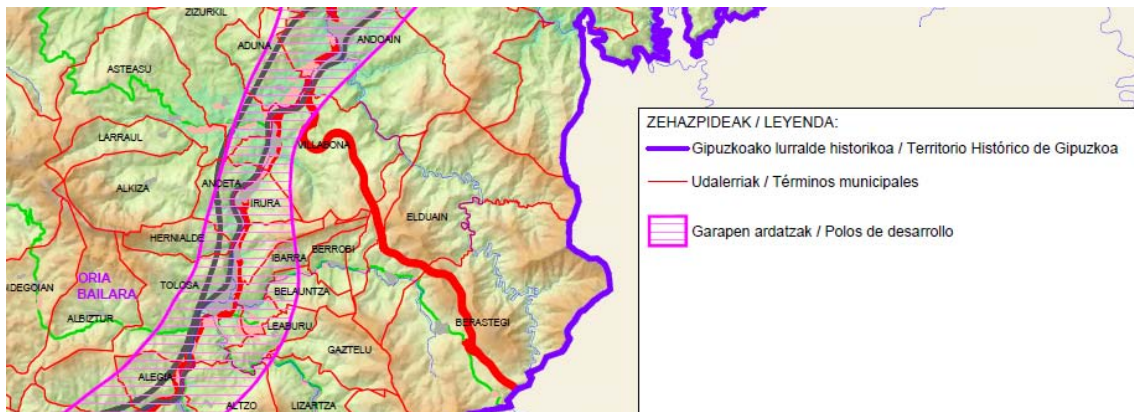 ZIZURKIL
ADUNA
ANDOAIN
ASTEASU
LARRAUL
VILLABONA
ALKIZA
ANOETA
IRURA
ELDUAIN
HERNIALDE
BERROBI
IBARRA
ORIA
BAILARA
TOLOSA
BELAUNTZA
DEGOIAN
ALBIZTUR
LEABURU
BERASTEGI
GAZTELU
ALEGIA
ALTZO
LIZARTZA
ZEHAZPIDEAK / LEYENDA:
Gipuzkoako lurralde historikoa / Territorio Histórico de Gipuzkoa
Udalerriak / Términos municipales
Garapen ardatzak / Polos de desarrollo